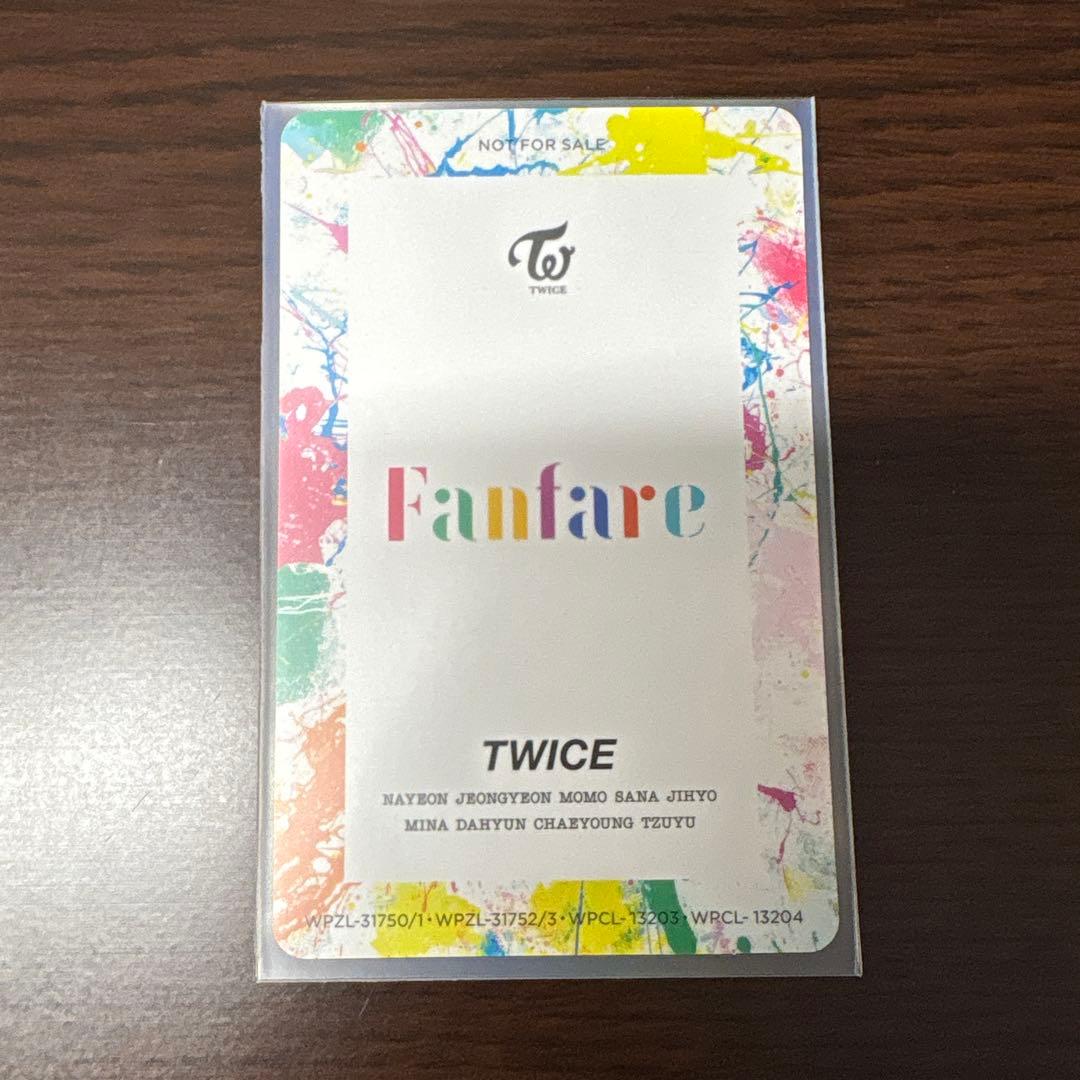 NOT FOR SALE
TW
TWICE
Fanfare
TWICE
NAYEON JEONGYEON MOMO SANA JIHYO
MINA DAHYUN CHAEYOUNG TZUYU
WPZL-31750/1・WPZL-31752/3・WPCL- 13203・WPCL- 13204